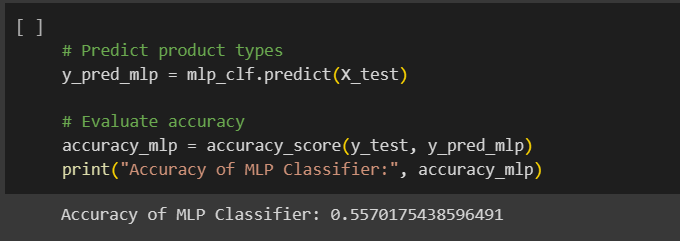 [ ]
# Predict product types
y_pred_mlp = mlp_clf.predict(X_test)
# Evaluate accuracy
accuracy_mlp = accuracy_score(y_test, y_pred_mlp)
print("Accuracy of MLP Classifier:", accuracy_mlp)
Accuracy of MLP Classifier: 0.5570175438596491